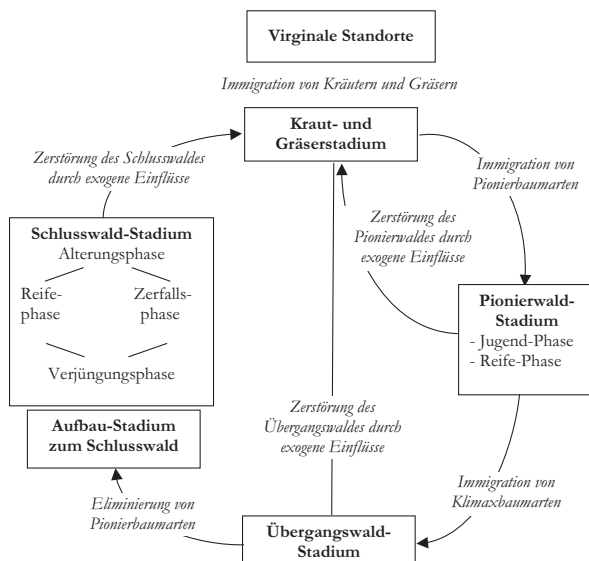 Virginale Standorte
Immigration von Kräutern und Gräsern
Kraut- und
Gräserstadium
Zerstörung des Schlusswaldes
durch exogene Einflüsse
Immigration von
Pionierbaumarten
Zerstörung des
Pionierwaldes durch
exogene Einflüsse
Schlusswald-Stadium
Alterungsphase
Reife-
phase
Zerfalls-
phase
Verjüngungsphase
Pionierwald-
Stadium
- Jugend-Phase
- Reife-Phase
Zerstörung des
Übergangswaldes durch
exogene Einflüsse
Aufbau-Stadium
zum Schlusswald
Immigration von
Klimaxbaumarten
Eliminierung von
Pionierbaumarten
Übergangswald-
Stadium